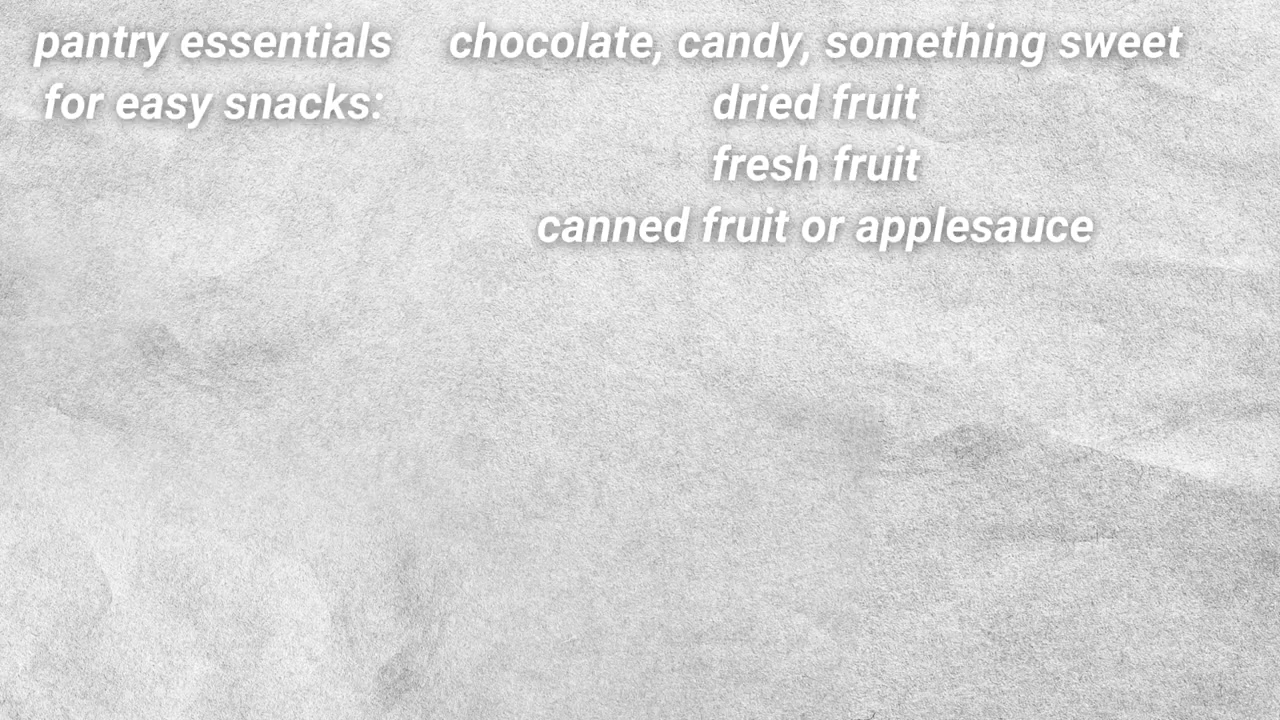 pantry essentials
for easy snacks:
chocolate, candy, something sweet
dried fruit
fresh fruit
canned fruit or applesauce